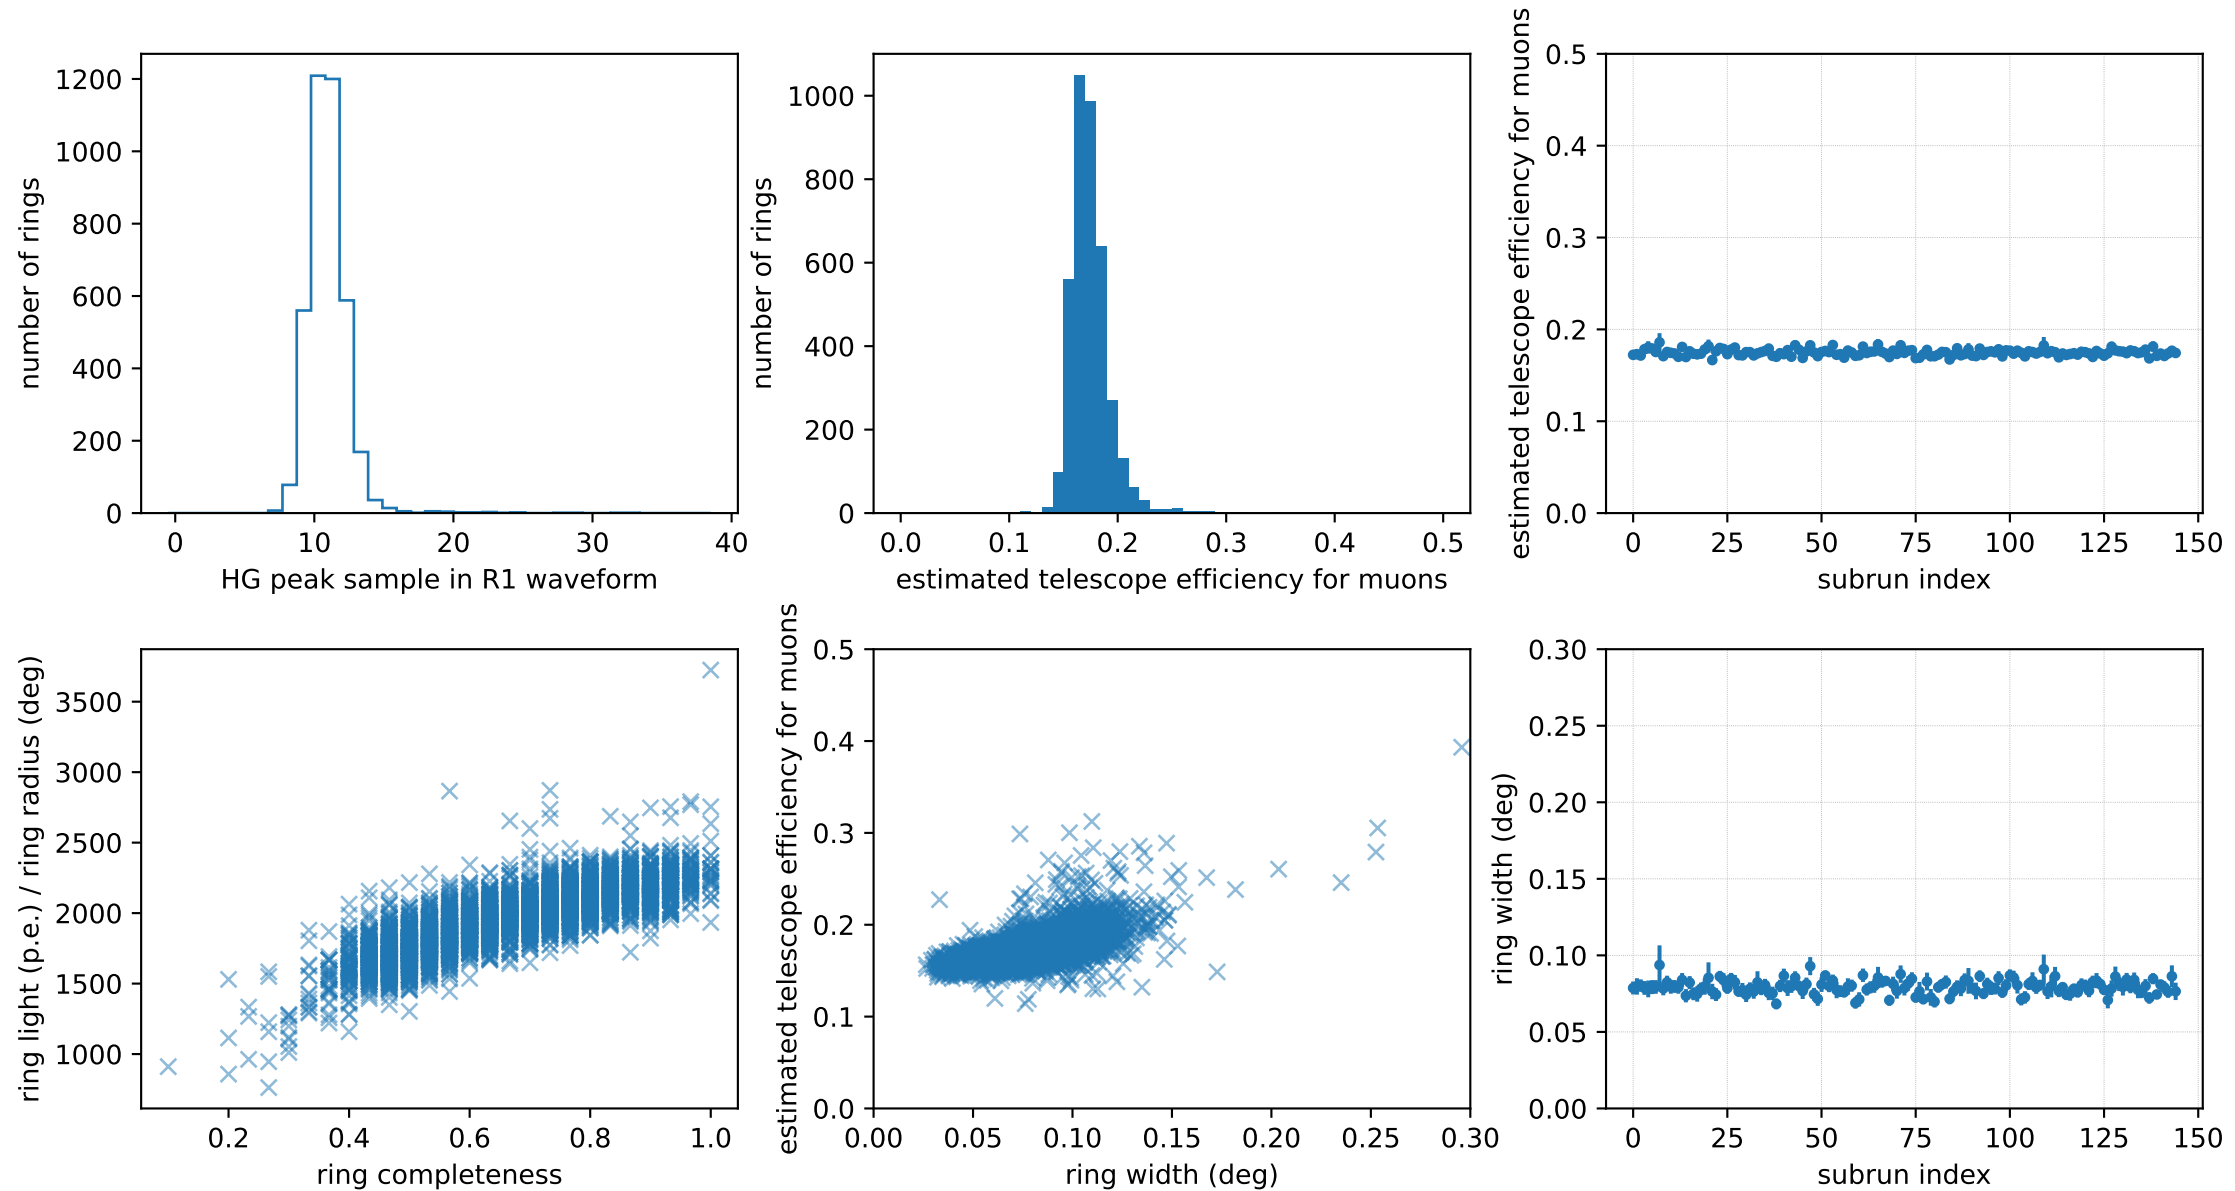 number of rings
1200
1000
800
600
400
200
0
0 10 20 30 40
HG peak sample in R1 waveform
number of rings
1000
800
600
400
200
0
0.0 0.1 0.2 0.3 0.4 0.5
estimated telescope efficiency for muons
estimated telescope efficiency for muons
0.5
0.4
0.3
0.2
0.1
0.0
0 25 50 75 100 125 150
subrun index
ring light (p.e.) / ring radius (deg)
3500
3000
2500
2000
1500
1000
0.2 0.4 0.6 0.8 1.0
ring completeness
estimated telescope efficiency for muons
0.5
0.4
0.3
0.2
0.1
0.0
0.00 0.05 0.10 0.15 0.20 0.25 0.30
ring width (deg)
ring width (deg)
0.30
0.25
0.20
0.15
0.10
0.05
0.00
0 25 50 75 100 125 150
subrun index